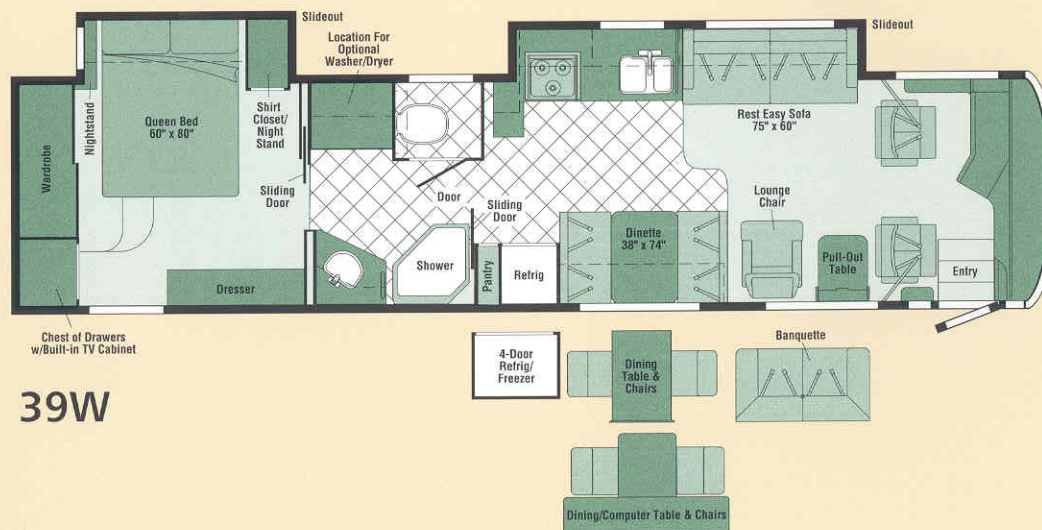 Slideout
Slideout
Location For
Optional
Washer/Dryer
Nightstand
Queen Bed
60" x 80"
Shirt
Closet/
Night
Stand
Rest Easy Sofa
75" x 60"
Wardrobe
Sliding
Door
Door
Sliding
Door
Lounge
Chair
Dinette
38" x 74"
Pull-Out
Table
Entry
Shower
Pantry
Refrig
Dresser
Chest of Drawers
w/Built-in TV Cabinet
4-Door
Refrig/
Freezer
Dining
Table &
Chairs
Banquette
39W
Dining/Computer Table & Chairs